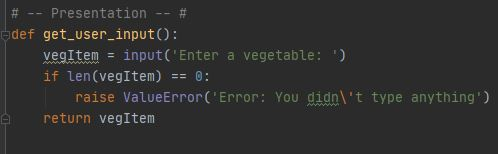 # -- Presentation -- #
def get_user_input():
    vegItem = input('Enter a vegetable: ')
    if len(vegItem) == 0:
        raise ValueError('Error: You didn\'t type anything')
    return vegItem